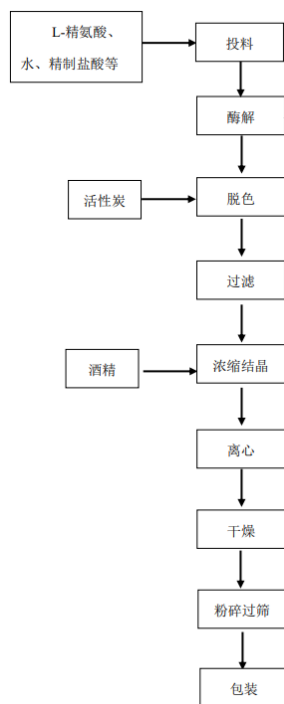 L-精氨酸、
水、精制盐酸等
投料
酶解
活性炭
脱色
过滤
酒精
浓缩结晶
离心
干燥
粉碎过筛
包装